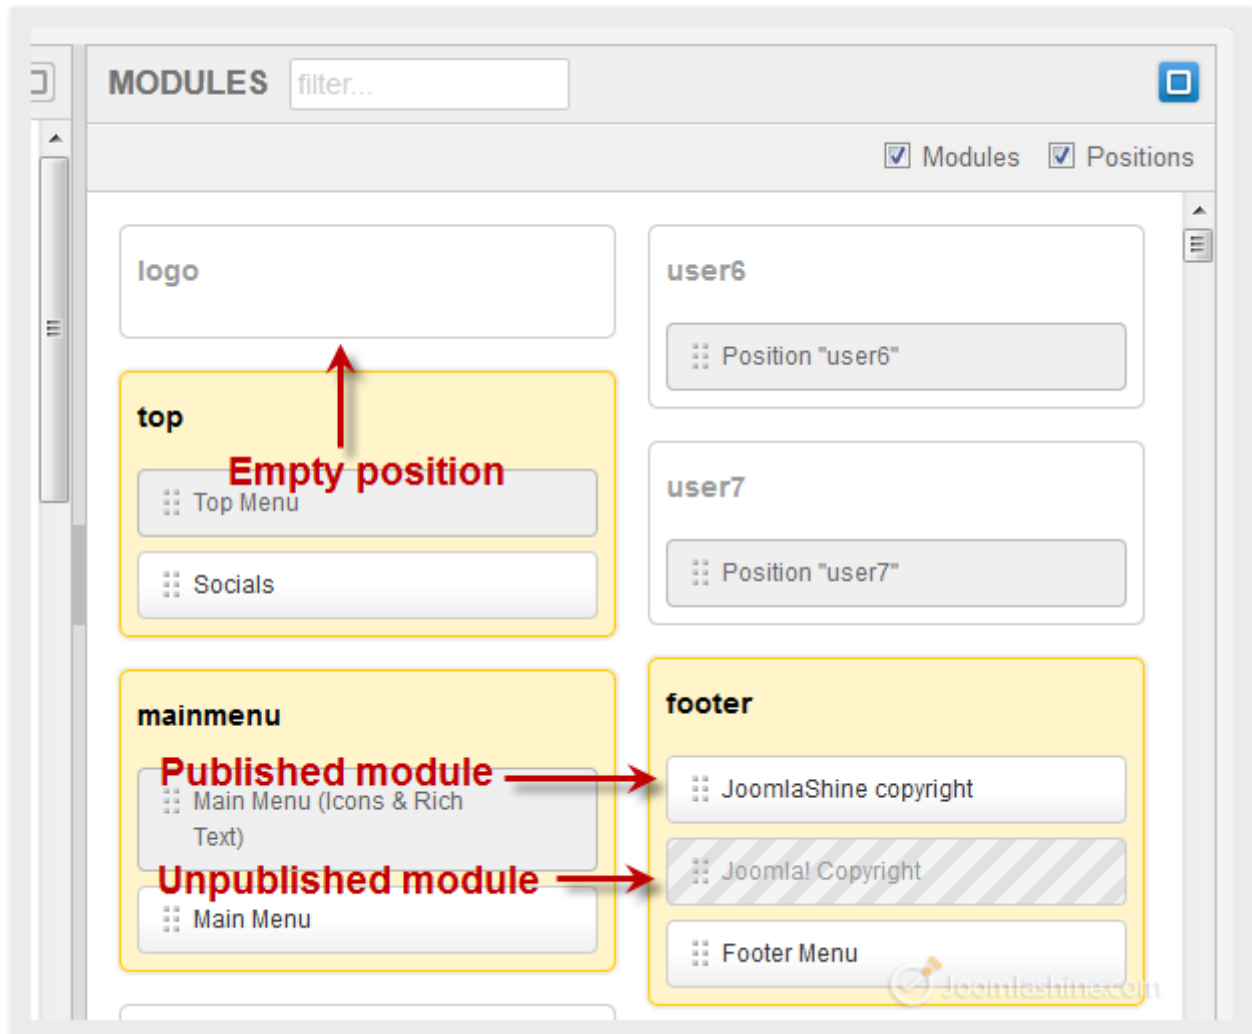 MODULES
filter...
Modules
Positions
logo
Empty position
top
Top Menu
Socials
mainmenu
Published module
Main Menu (Icons & Rich
Text)
Unpublished module
Main Menu
user6
Position "user6"
user7
Position "user7"
footer
JoomlaShine copyright
Joomla! Copyright
Footer Menu
Joomlashine.com